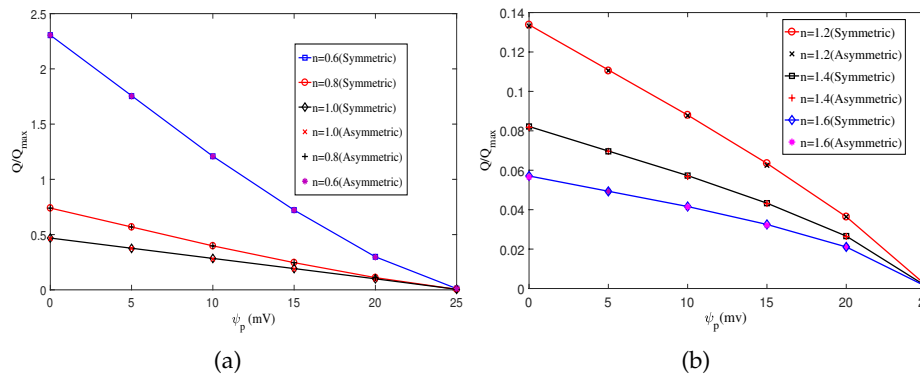 2.5
2
1.5
1
0.5
0
Q/Q_max
0 5 10 15 20 25
ψ_p (mV)
n=0.6(Symmetric)
n=0.8(Symmetric)
n=1.0(Symmetric)
n=1.0(Asymmetric)
n=0.8(Asymmetric)
n=0.6(Asymmetric)
(a)
0.14
0.12
0.1
0.08
0.06
0.04
0.02
0
Q/Q_max
0 5 10 15 20 2
ψ_p (mv)
n=1.2(Symmetric)
n=1.2(Asymmetric)
n=1.4(Symmetric)
n=1.4(Asymmetric)
n=1.6(Symmetric)
n=1.6(Asymmetric)
(b)